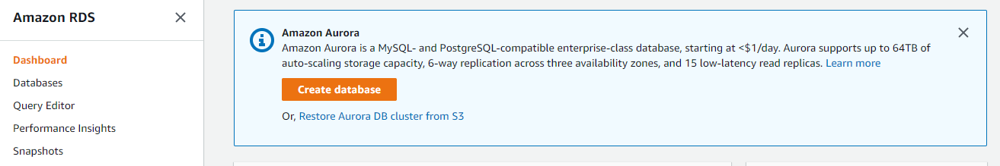 Amazon RDS
Dashboard
Databases
Query Editor
Performance Insights
Snapshots
Amazon Aurora
Amazon Aurora is a MySQL- and PostgreSQL-compatible enterprise-class database, starting at <$1/day. Aurora supports up to 64TB of
auto-scaling storage capacity, 6-way replication across three availability zones, and 15 low-latency read replicas. Learn more
Create database
Or, Restore Aurora DB cluster from S3